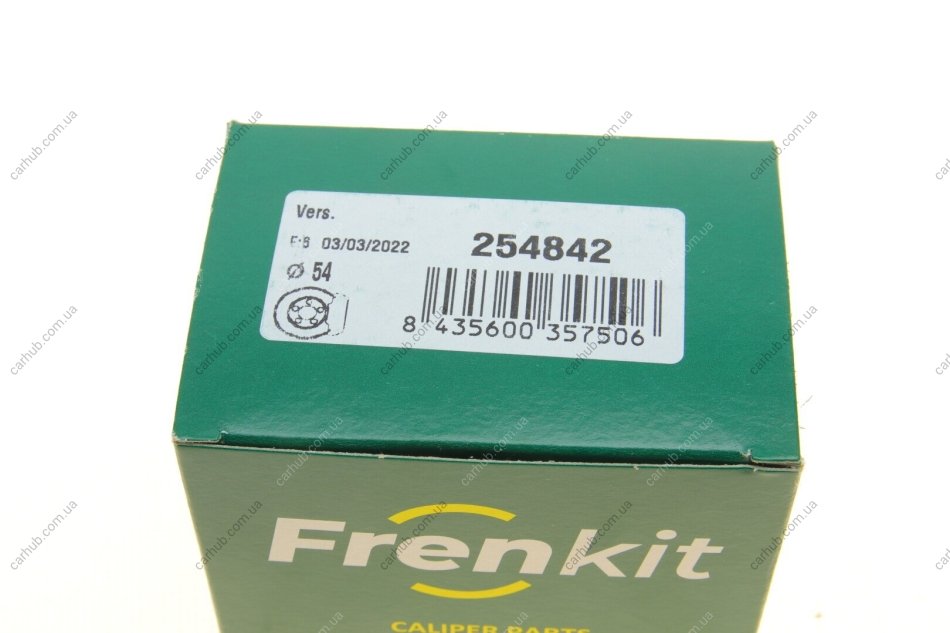 Vers.
03/03/2022
254842
Ø 54
8 435600 357506
Frenkit
CALIPER PARTS
carhub.com.ua